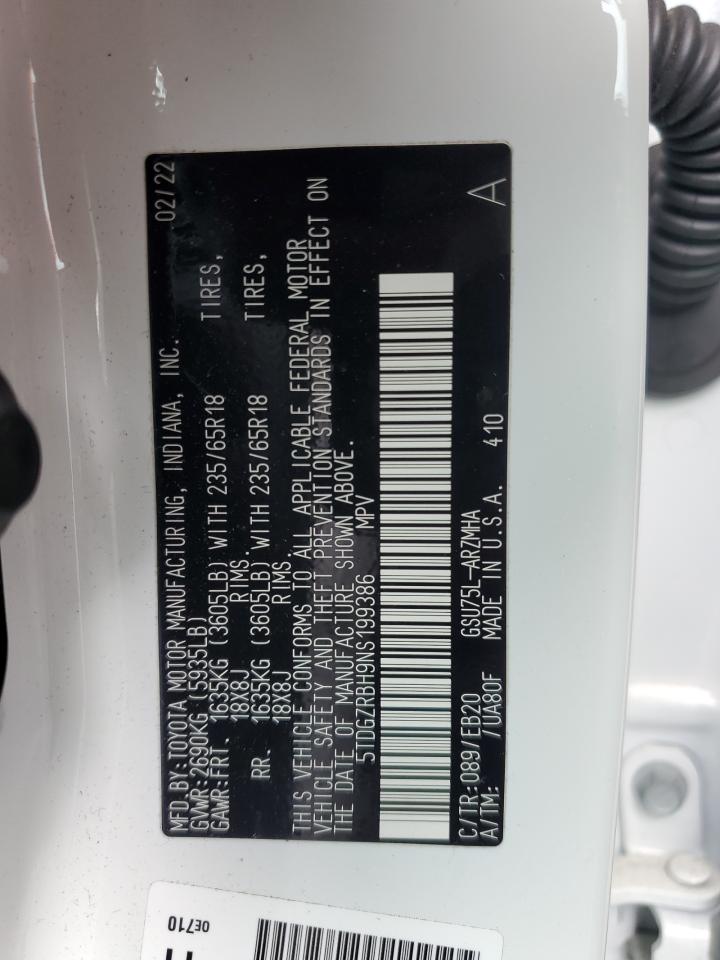 MFD.BY:TOYOTA MOTOR MANUFACTURING, INDIANA, INC. 02/22
GVWR:2690KG (5935LB)
GAWR:FRT. 1635KG (3605LB) WITH 235/65R18 TIRES,
18X8J RIMS.
RR. 1635KG (3605LB) WITH 235/65R18 TIRES,
18X8J RIMS.
THIS VEHICLE CONFORMS TO ALL APPLICABLE FEDERAL MOTOR
VEHICLE SAFETY AND THEFT PREVENTION STANDARDS IN EFFECT ON
THE DATE OF MANUFACTURE SHOWN ABOVE.
5TDGZRBH9NS199386 MPV
C/TR:089/EB20 GSU75L-ARZMHA A
A/TM: /UA80F MADE IN U.S.A. 410
0E710